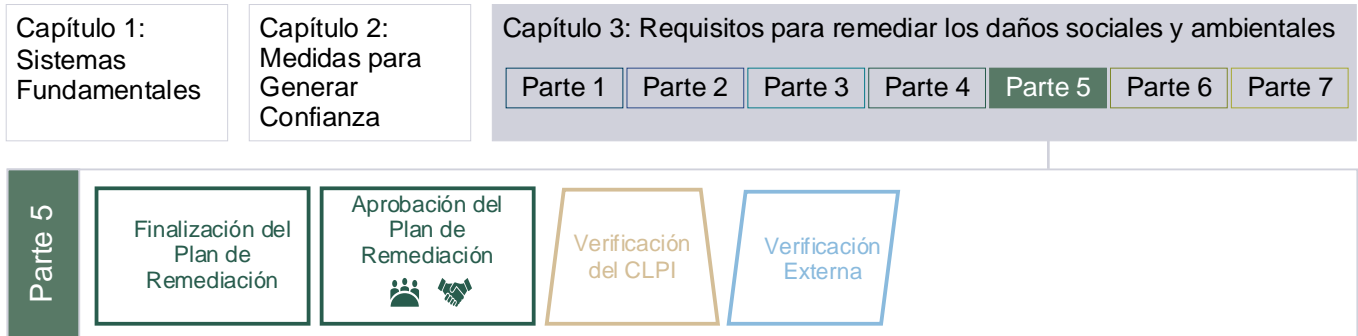 Capítulo 1:
Sistemas
Fundamentales
Capítulo 2:
Medidas para
Generar
Confianza
Capítulo 3: Requisitos para remediar los daños sociales y ambientales
Parte 1
Parte 2
Parte 3
Parte 4
Parte 5
Parte 6
Parte 7
Parte 5
Finalización del
Plan de
Remediación
Aprobación del
Plan de
Remediación
Verificación
del CLPI
Verificación
Externa